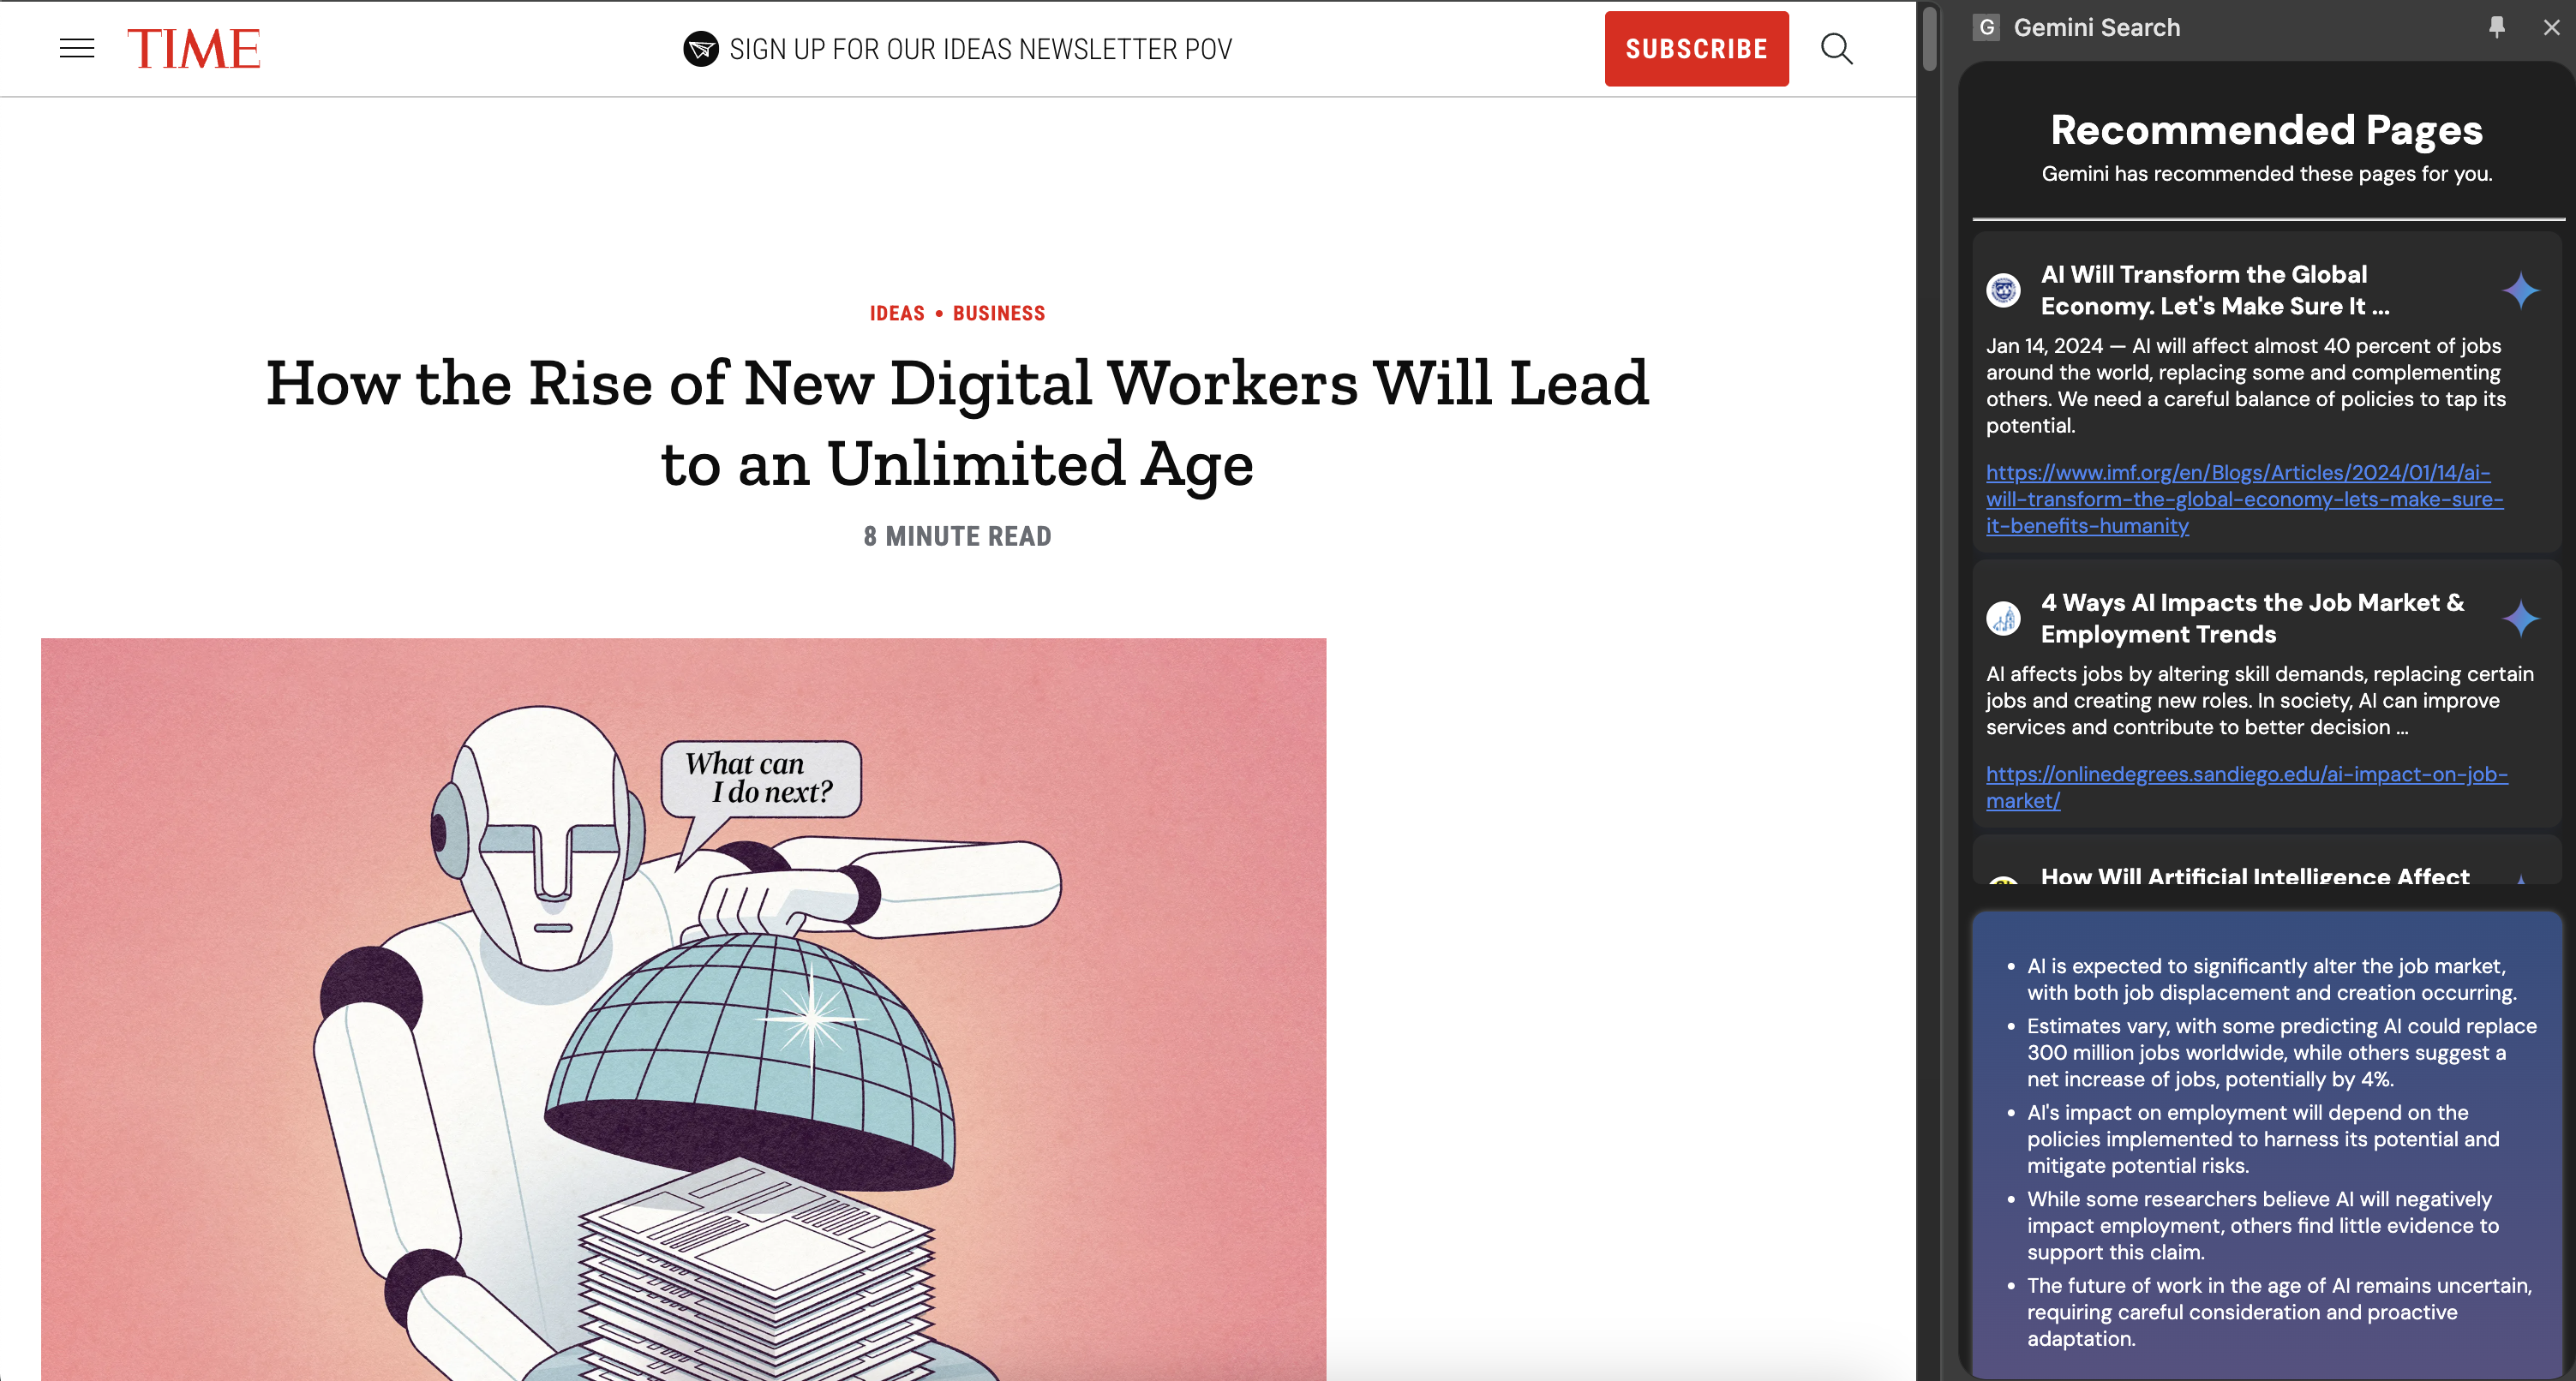 TIME
SIGN UP FOR OUR IDEAS NEWSLETTER POV
SUBSCRIBE
IDEAS • BUSINESS
How the Rise of New Digital Workers Will Lead
to an Unlimited Age
8 MINUTE READ
What can
I do next?
G Gemini Search
Recommended Pages
Gemini has recommended these pages for you.
AI Will Transform the Global
Economy. Let's Make Sure It ...
Jan 14, 2024 — AI will affect almost 40 percent of jobs
around the world, replacing some and complementing
others. We need a careful balance of policies to tap its
potential.
https://www.imf.org/en/Blogs/Articles/2024/01/14/ai-
will-transform-the-global-economy-lets-make-sure-
it-benefits-humanity
4 Ways AI Impacts the Job Market &
Employment Trends
AI affects jobs by altering skill demands, replacing certain
jobs and creating new roles. In society, AI can improve
services and contribute to better decision ...
https://onlinedegrees.sandiego.edu/ai-impact-on-job-
market/
How Will Artificial Intelligence Affect
• AI is expected to significantly alter the job market,
with both job displacement and creation occurring.
• Estimates vary, with some predicting AI could replace
300 million jobs worldwide, while others suggest a
net increase of jobs, potentially by 4%.
• AI's impact on employment will depend on the
policies implemented to harness its potential and
mitigate potential risks.
• While some researchers believe AI will negatively
impact employment, others find little evidence to
support this claim.
• The future of work in the age of AI remains uncertain,
requiring careful consideration and proactive
adaptation.